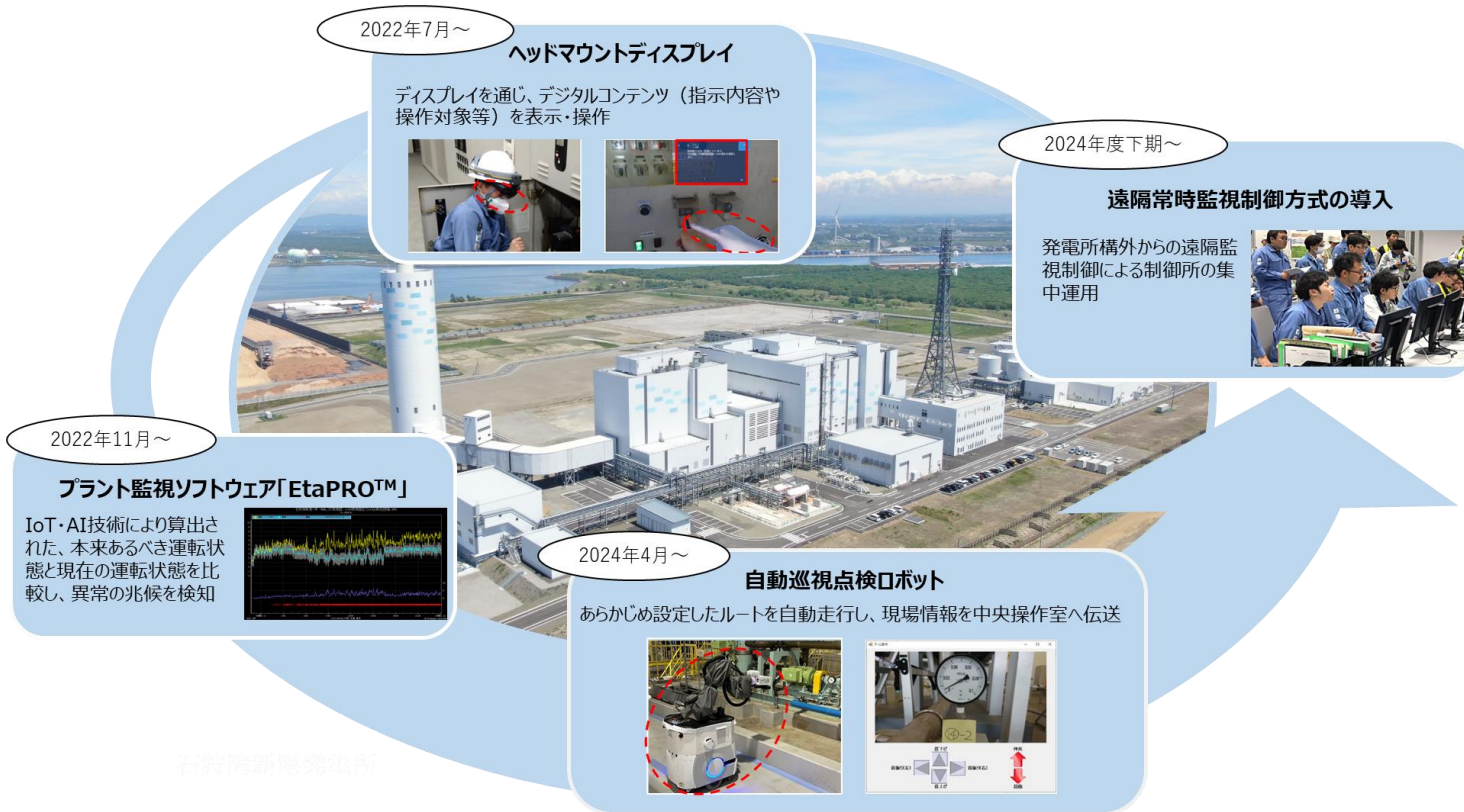 2022年7月～
ヘッドマウントディスプレイ
ディスプレイを通じ、デジタルコンテンツ（指示内容や
操作対象等）を表示・操作
2024年度下期～
遠隔常時監視制御方式の導入
発電所構外からの遠隔監
視制御による制御所の集
中運用
2022年11月～
プラント監視ソフトウェア「EtaPRO™」
IoT・AI技術により算出さ
れた、本来あるべき運転状
態と現在の運転状態を比
較し、異常の兆候を検知
2024年4月～
自動巡視点検ロボット
あらかじめ設定したルートを自動走行し、現場情報を中央操作室へ伝送
石狩湾新港発電所